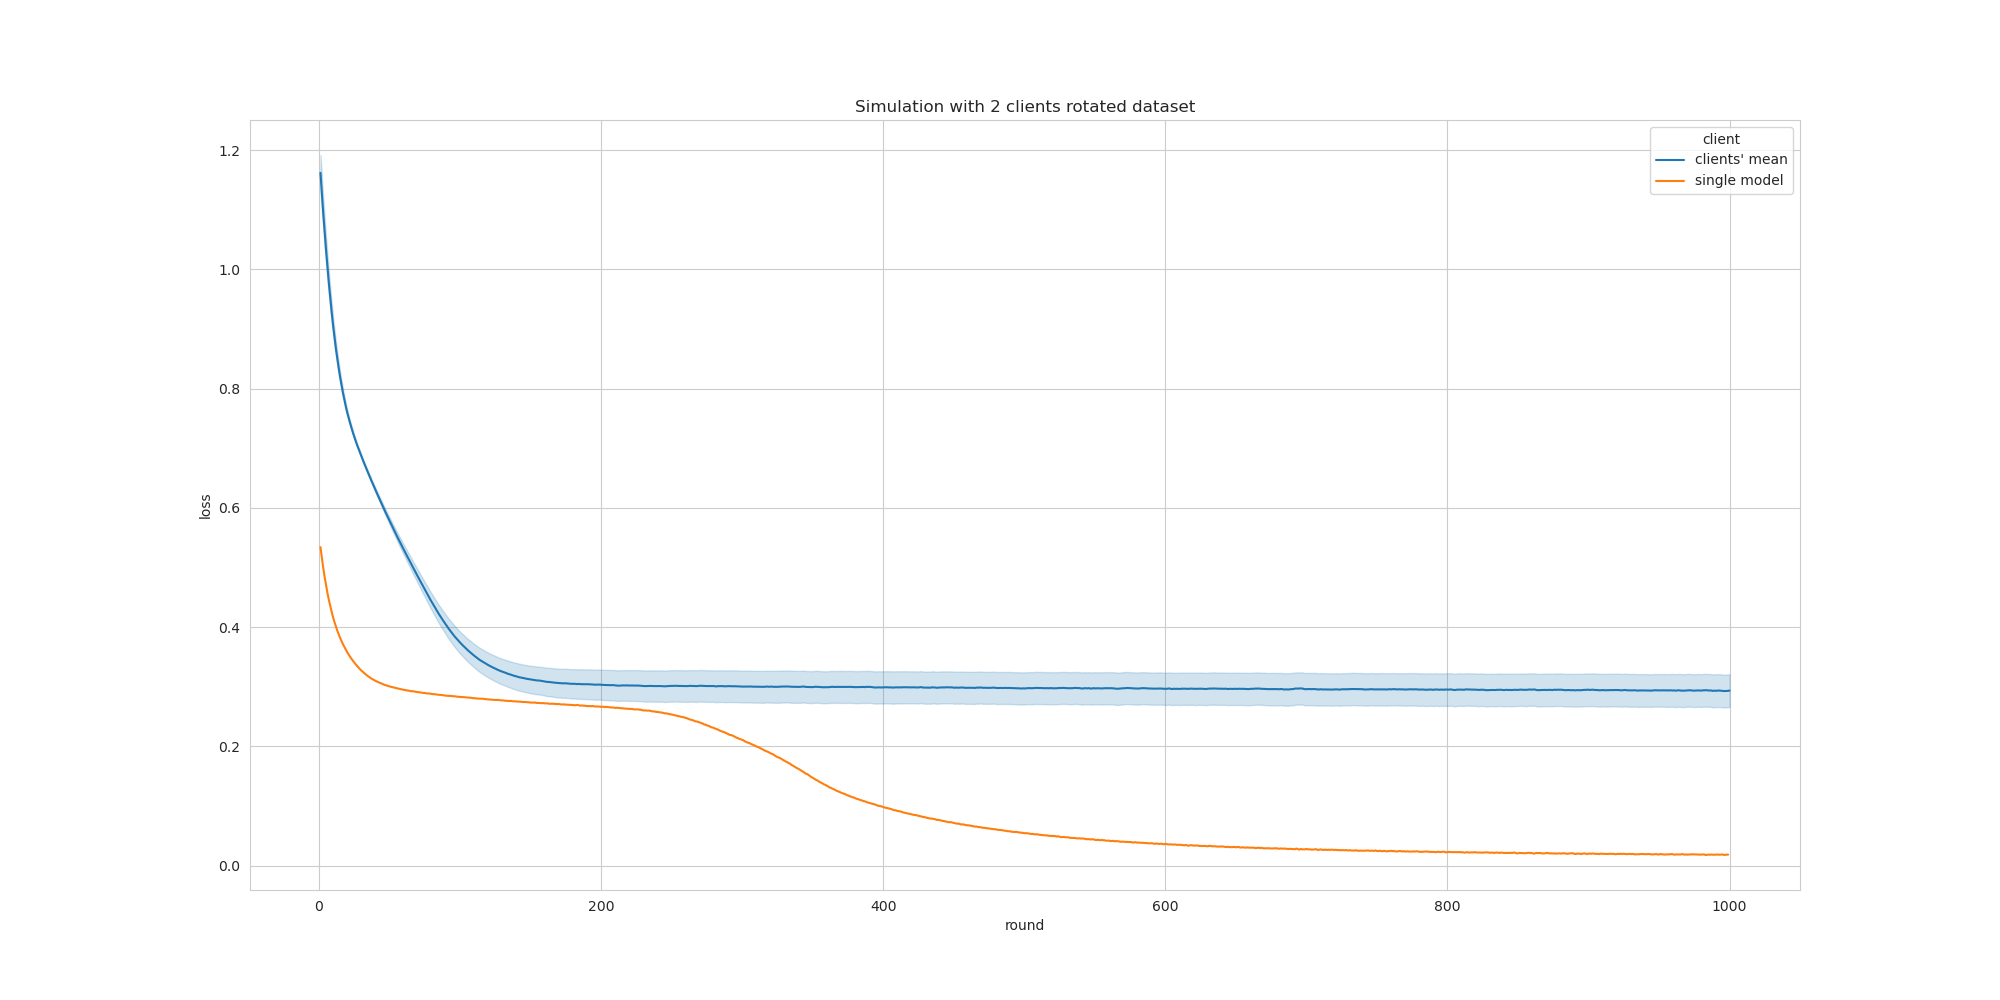 Simulation with 2 clients rotated dataset
client
clients' mean
single model
loss
1.2
1.0
0.8
0.6
0.4
0.2
0.0
0 200 400 600 800 1000
round